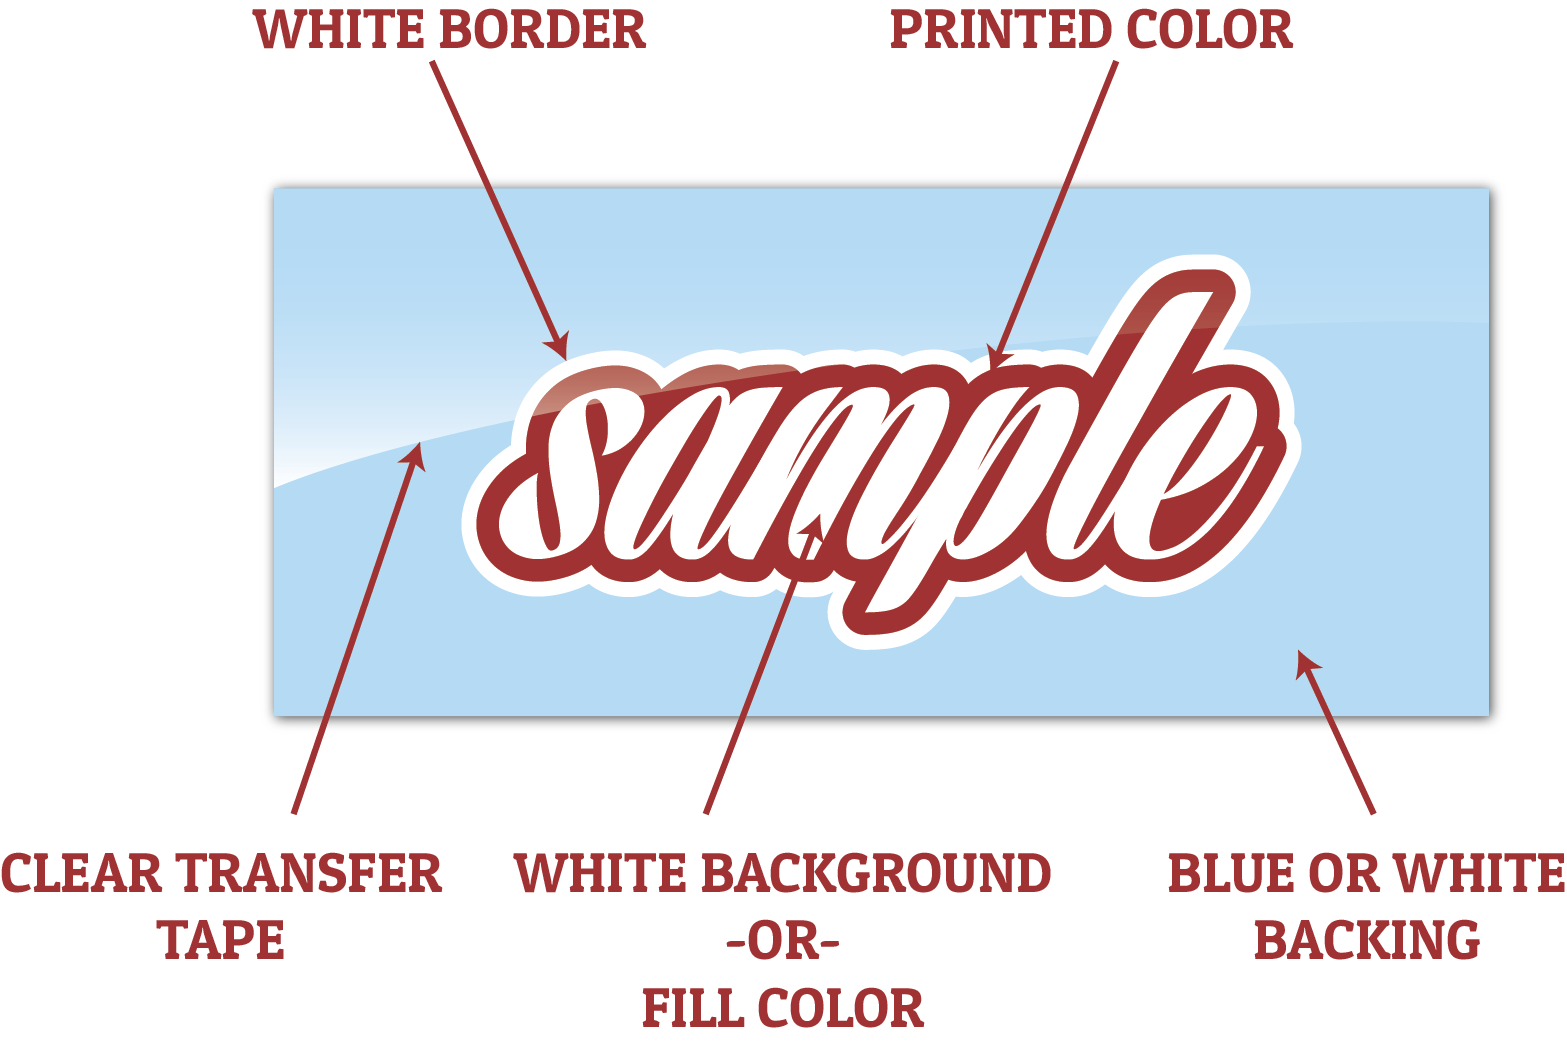 WHITE BORDER
PRINTED COLOR
sample
CLEAR TRANSFER
TAPE
WHITE BACKGROUND
-OR-
FILL COLOR
BLUE OR WHITE
BACKING